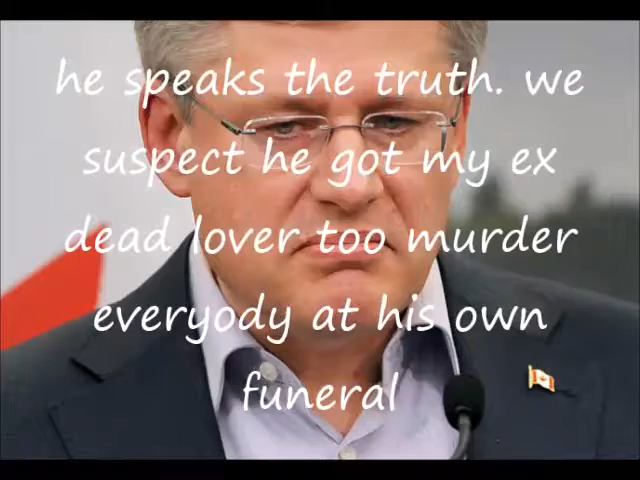 he speaks the truth. we
suspect he got my ex
dead lover too murder
everyody at his own
funeral